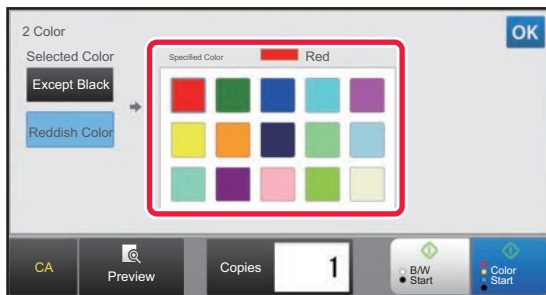 2 Color
OK
Selected Color
Specified Color
Red
Except Black
Reddish Color
CA
Preview
Copies
1
B/W
Start
Color
Start